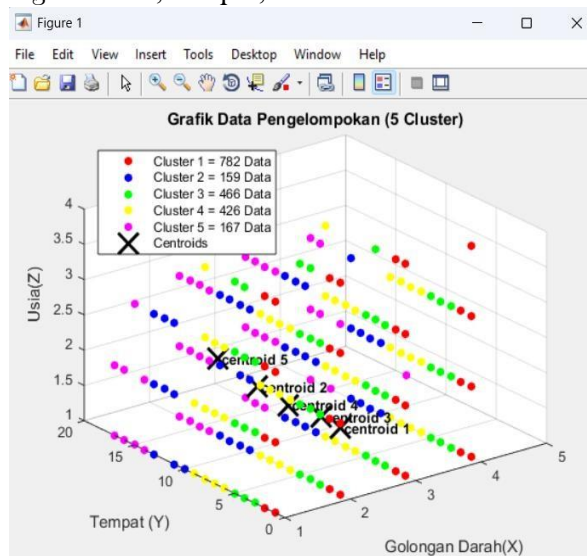 Figure 1
File Edit View Insert Tools Desktop Window Help
Grafik Data Pengelompokan (5 Cluster)
Cluster 1 = 782 Data
Cluster 2 = 159 Data
Cluster 3 = 466 Data
Cluster 4 = 426 Data
Cluster 5 = 167 Data
Centroids
4
3.5
3
2.5
2
1.5
1
Usia(Z)
centroid 5
centroid 2
centroid 4
centroid 3
centroid 1
20
15
10
5
0
Tempat (Y)
1
2
3
4
5
Golongan Darah(X)